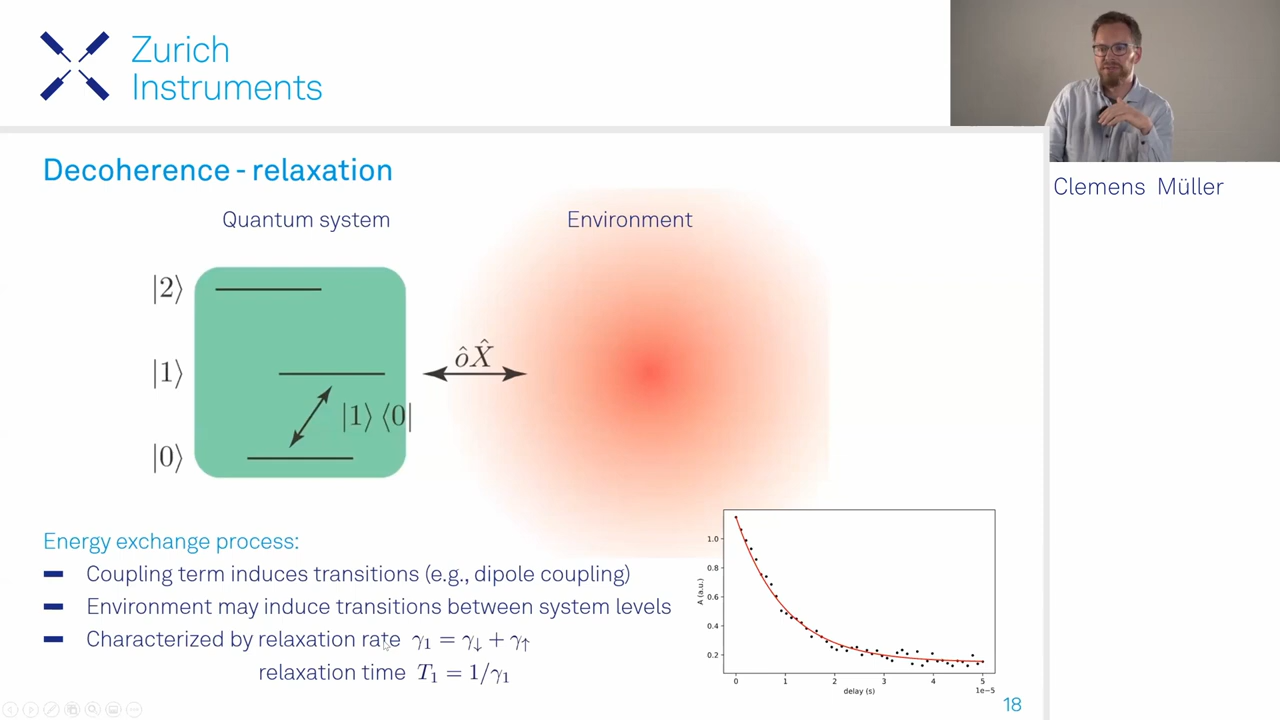 Zurich
Instruments
Clemens Müller
Decoherence - relaxation
Quantum system
Environment
|2⟩
|1⟩
ôX̂
|1⟩ ⟨0|
|0⟩
Energy exchange process:
Coupling term induces transitions (e.g., dipole coupling)
Environment may induce transitions between system levels
Characterized by relaxation rate γ₁ = γ↓ + γ↑
relaxation time T₁ = 1/γ₁
A (a.u.)
1.0
0.8
0.6
0.4
0.2
0 1 2 3 4 5
1e−5
delay (s)
18